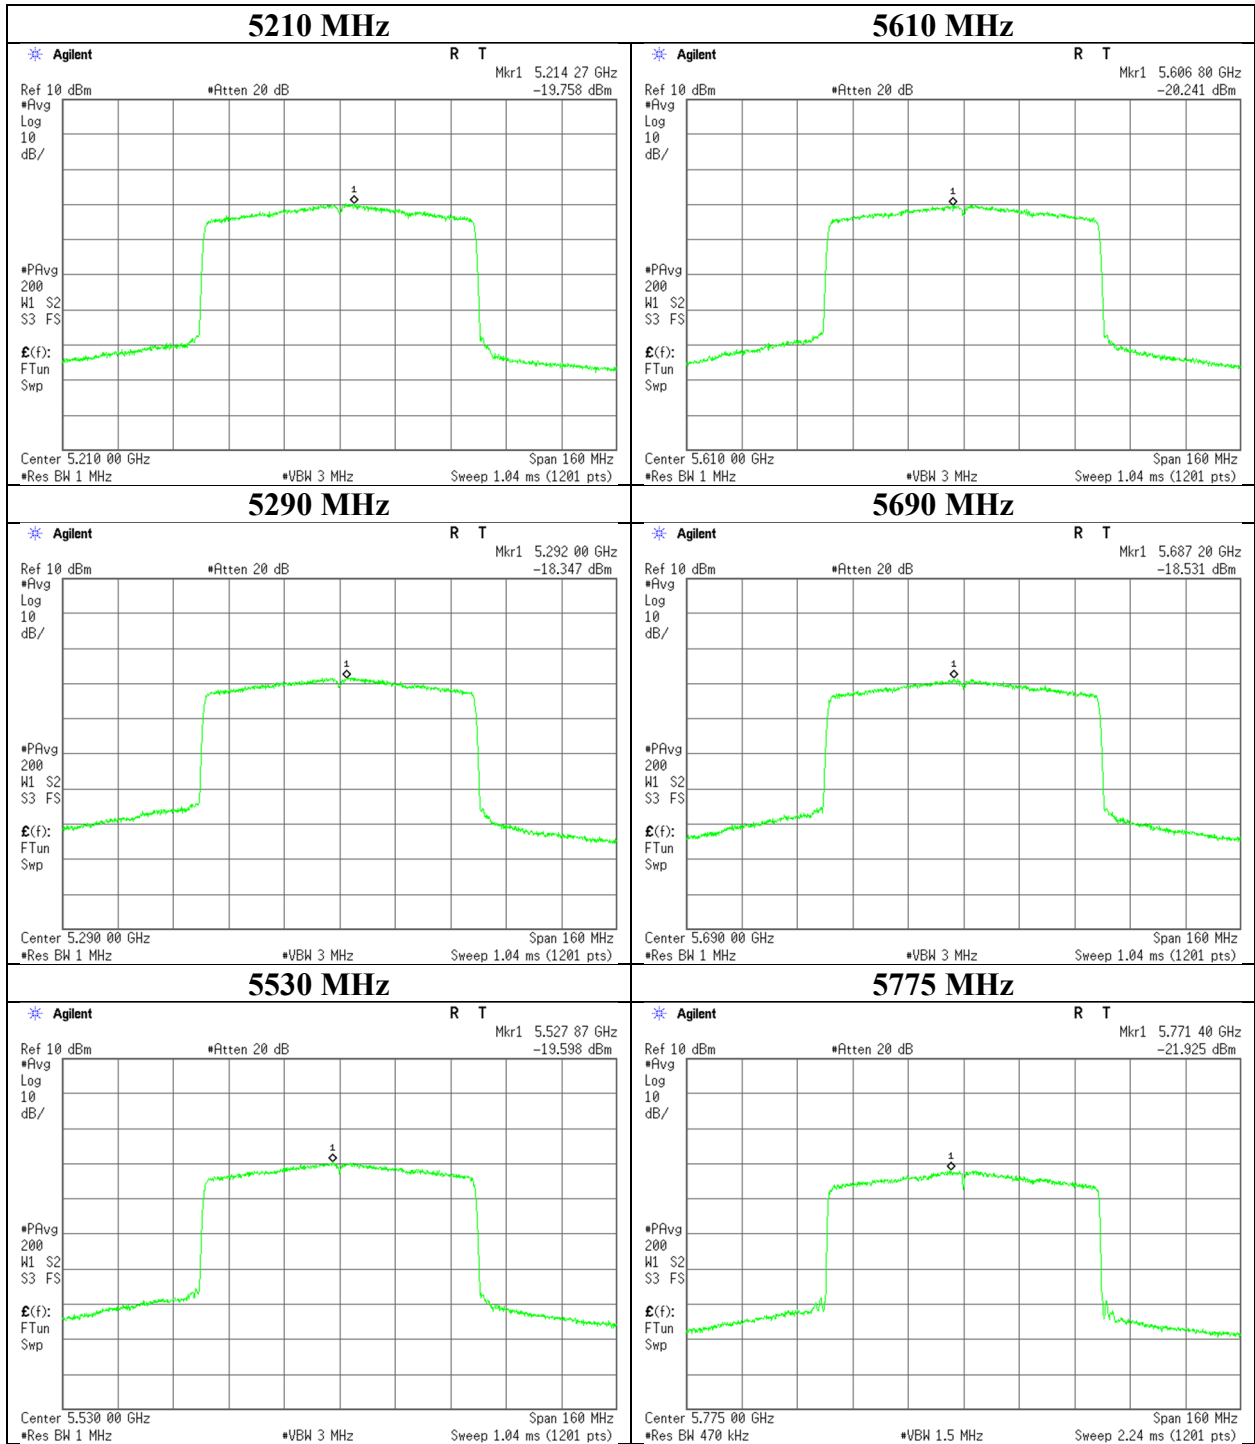 5210 MHz
Agilent
R T
Mkr1 5.214 27 GHz
Ref 10 dBm #Atten 20 dB -19.758 dBm
#Avg
Log
10
dB/
1
#PAvg
200
W1 S2
S3 FS
£(f):
FTun
Swp
Center 5.210 00 GHz Span 160 MHz
#Res BW 1 MHz #VBW 3 MHz Sweep 1.04 ms (1201 pts)
5610 MHz
Agilent
R T
Mkr1 5.606 80 GHz
Ref 10 dBm #Atten 20 dB -20.241 dBm
#Avg
Log
10
dB/
1
#PAvg
200
W1 S2
S3 FS
£(f):
FTun
Swp
Center 5.610 00 GHz Span 160 MHz
#Res BW 1 MHz #VBW 3 MHz Sweep 1.04 ms (1201 pts)
5290 MHz
Agilent
R T
Mkr1 5.292 00 GHz
Ref 10 dBm #Atten 20 dB -18.347 dBm
#Avg
Log
10
dB/
1
#PAvg
200
W1 S2
S3 FS
£(f):
FTun
Swp
Center 5.290 00 GHz Span 160 MHz
#Res BW 1 MHz #VBW 3 MHz Sweep 1.04 ms (1201 pts)
5690 MHz
Agilent
R T
Mkr1 5.687 20 GHz
Ref 10 dBm #Atten 20 dB -18.531 dBm
#Avg
Log
10
dB/
1
#PAvg
200
W1 S2
S3 FS
£(f):
FTun
Swp
Center 5.690 00 GHz Span 160 MHz
#Res BW 1 MHz #VBW 3 MHz Sweep 1.04 ms (1201 pts)
5530 MHz
Agilent
R T
Mkr1 5.527 87 GHz
Ref 10 dBm #Atten 20 dB -19.598 dBm
#Avg
Log
10
dB/
1
#PAvg
200
W1 S2
S3 FS
£(f):
FTun
Swp
Center 5.530 00 GHz Span 160 MHz
#Res BW 1 MHz #VBW 3 MHz Sweep 1.04 ms (1201 pts)
5775 MHz
Agilent
R T
Mkr1 5.771 40 GHz
Ref 10 dBm #Atten 20 dB -21.925 dBm
#Avg
Log
10
dB/
1
#PAvg
200
W1 S2
S3 FS
£(f):
FTun
Swp
Center 5.775 00 GHz Span 160 MHz
#Res BW 470 kHz #VBW 1.5 MHz Sweep 2.24 ms (1201 pts)